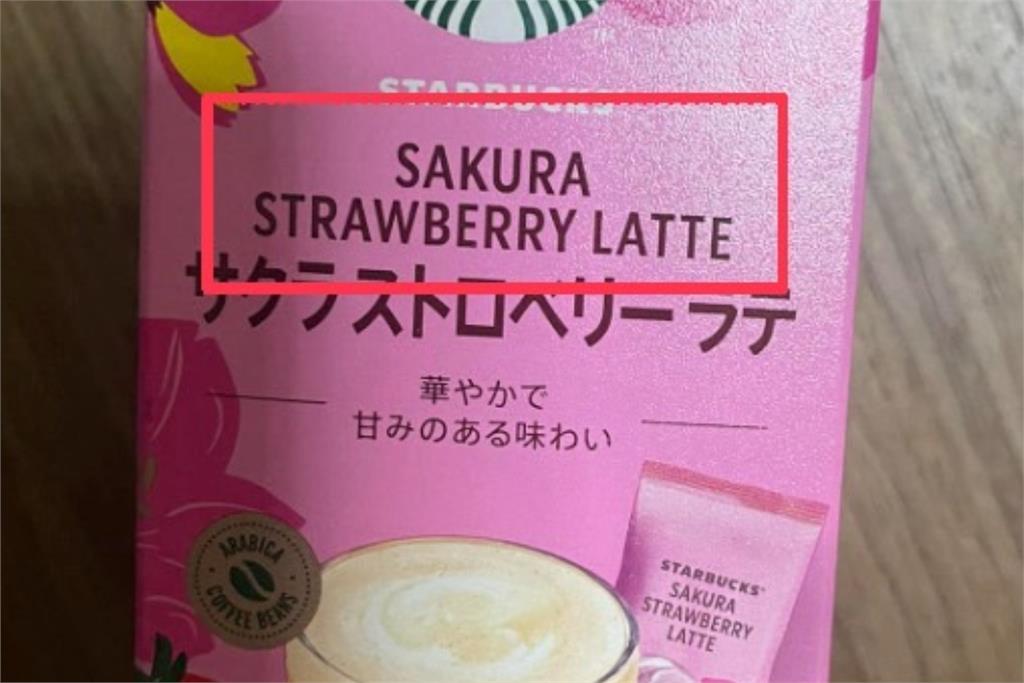 TM
STARBUCKS
SAKURA
STRAWBERRY LATTE
サクラストロベリーラテ
華やかで
甘みのある味わい
ARABICA
COFFEE BEANS
STARBUCKS®
SAKURA
STRAWBERRY
LATTE